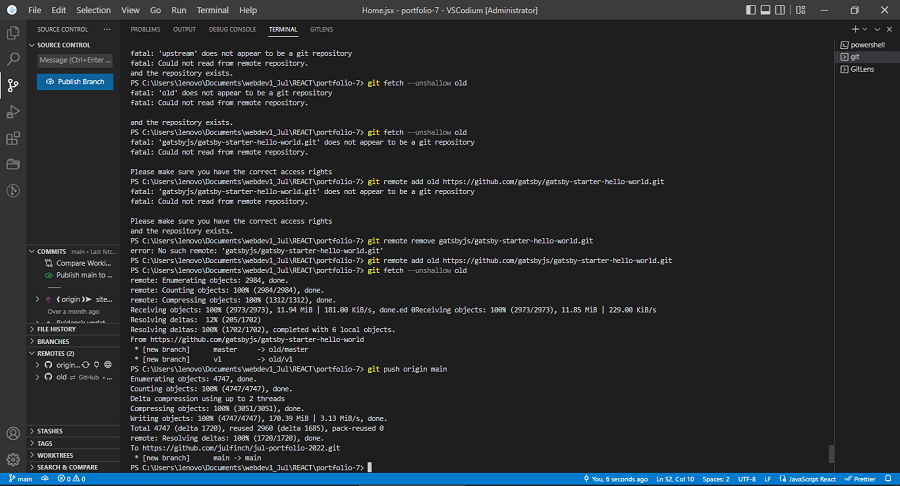 File Edit Selection View Go Run Terminal Help
Home.jsx - portfolio-7 - VSCodium [Administrator]
SOURCE CONTROL
SOURCE CONTROL
Message (Ctrl+Enter ...
Publish Branch
COMMITS main • Last fetc...
Compare Worki...
Publish main to ...
origin site...
Over a month ago
FILE HISTORY
BRANCHES
REMOTES (2)
origin...
old GitHub • ...
STASHES
TAGS
WORKTREES
SEARCH & COMPARE
PROBLEMS OUTPUT DEBUG CONSOLE TERMINAL GITLENS
fatal: 'upstream' does not appear to be a git repository
fatal: Could not read from remote repository.
and the repository exists.
PS C:\Users\lenovo\Documents\webdev1_Jul\REACT\portfolio-7> git fetch --unshallow old
fatal: 'old' does not appear to be a git repository
fatal: Could not read from remote repository.
and the repository exists.
PS C:\Users\lenovo\Documents\webdev1_Jul\REACT\portfolio-7> git fetch --unshallow old
fatal: 'gatsbyjs/gatsby-starter-hello-world.git' does not appear to be a git repository
fatal: Could not read from remote repository.
Please make sure you have the correct access rights
PS C:\Users\lenovo\Documents\webdev1_Jul\REACT\portfolio-7> git remote add old https://github.com/gatsby/gatsby-starter-hello-world.git
fatal: 'gatsbyjs/gatsby-starter-hello-world.git' does not appear to be a git repository
fatal: Could not read from remote repository.
Please make sure you have the correct access rights
and the repository exists.
PS C:\Users\lenovo\Documents\webdev1_Jul\REACT\portfolio-7> git remote remove gatsbyjs/gatsby-starter-hello-world.git
error: No such remote: 'gatsbyjs/gatsby-starter-hello-world.git'
PS C:\Users\lenovo\Documents\webdev1_Jul\REACT\portfolio-7> git remote add old https://github.com/gatsbyjs/gatsby-starter-hello-world.git
PS C:\Users\lenovo\Documents\webdev1_Jul\REACT\portfolio-7> git fetch --unshallow old
remote: Enumerating objects: 2984, done.
remote: Counting objects: 100% (2984/2984), done.
remote: Compressing objects: 100% (1312/1312), done.
Receiving objects: 100% (2973/2973), 11.94 MiB | 181.00 KiB/s, done.ed 0Receiving objects: 100% (2973/2973), 11.85 MiB | 229.00 KiB/s
Resolving deltas: 12% (205/1702)
Resolving deltas: 100% (1702/1702), completed with 6 local objects.
From https://github.com/gatsbyjs/gatsby-starter-hello-world
* [new branch] master -> old/master
* [new branch] v1 -> old/v1
PS C:\Users\lenovo\Documents\webdev1_Jul\REACT\portfolio-7> git push origin main
Enumerating objects: 4747, done.
Counting objects: 100% (4747/4747), done.
Delta compression using up to 2 threads
Compressing objects: 100% (3051/3051), done.
Writing objects: 100% (4747/4747), 170.39 MiB | 3.13 MiB/s, done.
Total 4747 (delta 1720), reused 2960 (delta 1685), pack-reused 0
remote: Resolving deltas: 100% (1720/1720), done.
To https://github.com/julfinch/jul-portfolio-2022.git
* [new branch] main -> main
PS C:\Users\lenovo\Documents\webdev1_Jul\REACT\portfolio-7>
powershell
git
GitLens
main 0 0
You, 6 seconds ago Ln 52, Col 10 Spaces: 2 UTF-8 LF JavaScript React Prettier